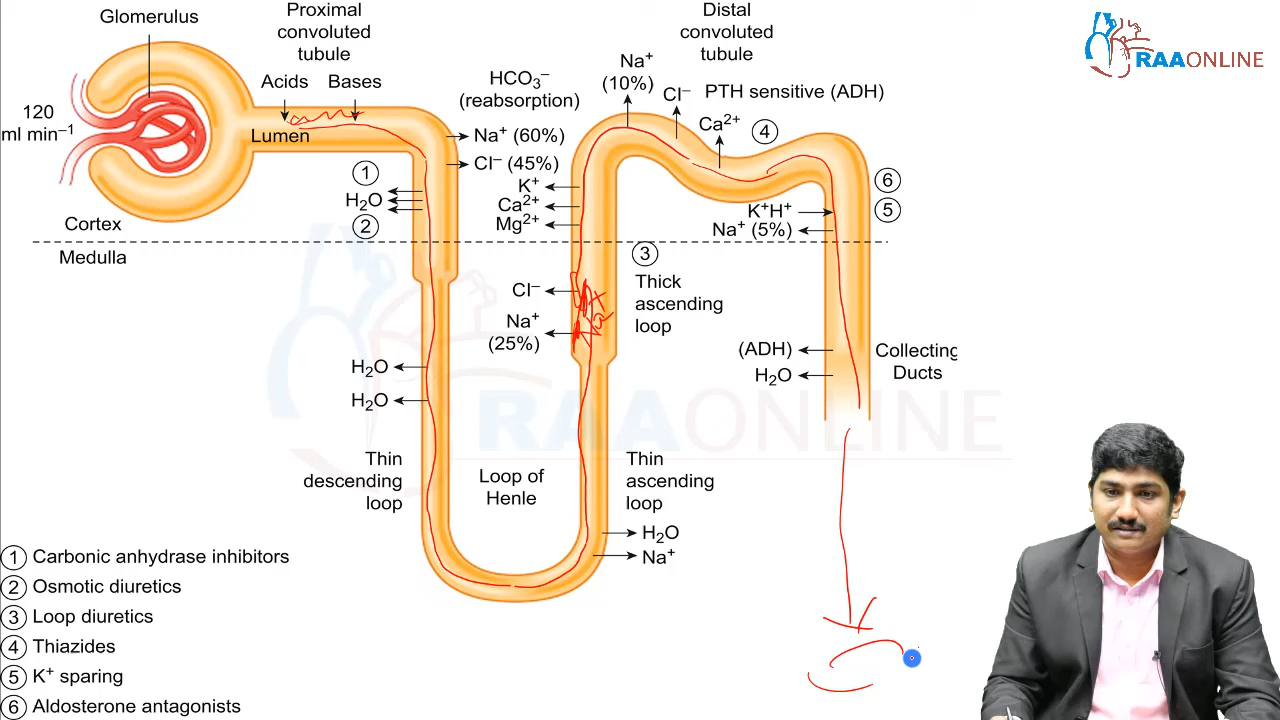 Glomerulus
Proximal
convoluted
tubule
Distal
convoluted
tubule
RAAONLINE
Acids
Bases
HCO₃⁻
(reabsorption)
Na⁺
(10%)
Cl⁻
PTH sensitive (ADH)
120
ml min⁻¹
Lumen
Na⁺ (60%)
Ca²⁺
4
Cl⁻ (45%)
1
H₂O
2
K⁺
Ca²⁺
Mg²⁺
6
5
K⁺H⁺
Na⁺ (5%)
Cortex
Medulla
3
Thick
ascending
loop
Cl⁻
Na⁺
(25%)
(ADH)
H₂O
Collecting
Ducts
H₂O
H₂O
RAAONLINE
Thin
descending
loop
Loop of
Henle
Thin
ascending
loop
H₂O
Na⁺
1 Carbonic anhydrase inhibitors
2 Osmotic diuretics
3 Loop diuretics
4 Thiazides
5 K⁺ sparing
6 Aldosterone antagonists